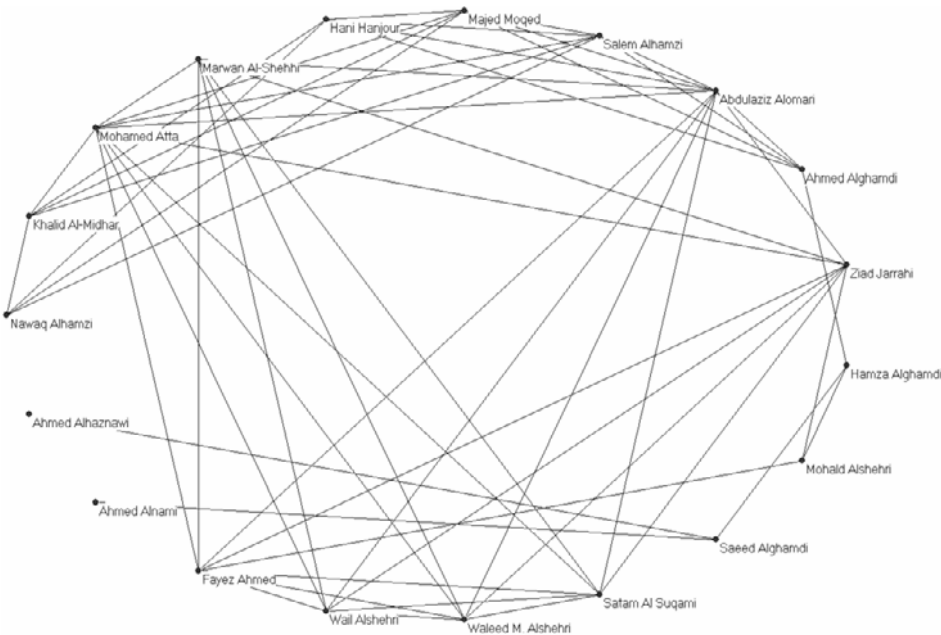 Majed Moqed
Hani Hanjour
Salem Alhamzi
Marwan Al-Shehhi
Abdulaziz Alomari
Mohamed Atta
Ahmed Alghamdi
Khalid Al-Midhar
Ziad Jarrahi
Nawaq Alhamzi
Hamza Alghamdi
Ahmed Alhaznawi
Mohald Alshehri
Ahmed Alnami
Saeed Alghamdi
Fayez Ahmed
Satam Al Suqami
Wail Alshehri
Waleed M. Alshehri